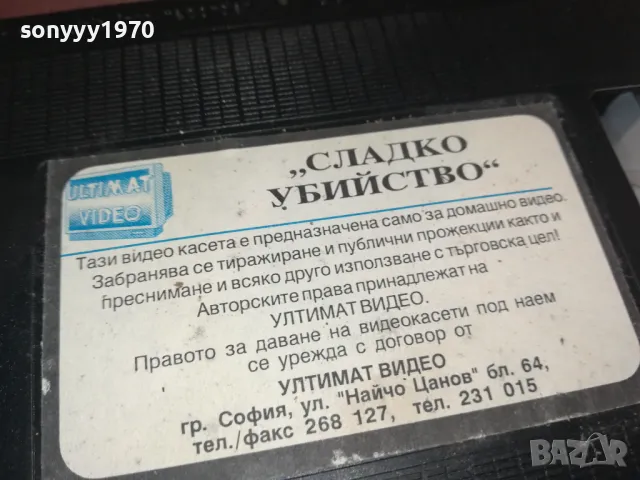 sonyyy1970
ULTIMAT
VIDEO
„СЛАДКО
УБИЙСТВО“
Тази видео касета е предназначена само за домашно видео.
Забранява се тиражиране и публични прожекции както и
преснимане и всяко друго използване с търговска цел!
Авторските права принадлежат на
УЛТИМАТ ВИДЕО.
Правото за даване на видеокасети под наем
се урежда с договор от
УЛТИМАТ ВИДЕО
гр. София, ул. "Найчо Цанов" бл. 64,
тел./факс 268 127, тел. 231 015
BAZAR
bg